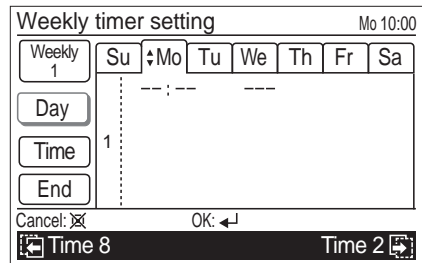 Weekly timer setting Mo 10:00
Weekly 1
Su Mo Tu We Th Fr Sa
--:-- ---
Day
1
Time
End
Cancel: OK:
Time 8 Time 2